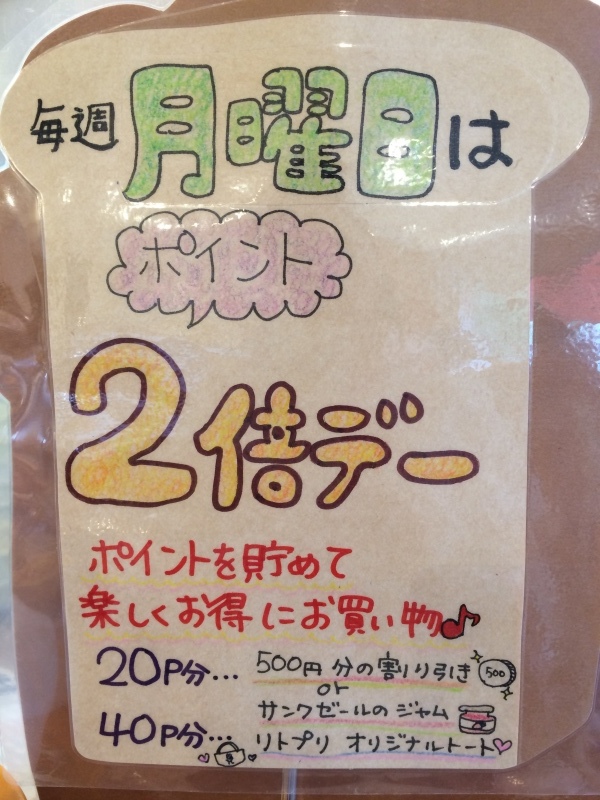 毎週 月曜日は
ポイント
2倍デー
ポイントを貯めて
楽しくお得にお買い物♪
20P分… 500円分の割り引き
500
or
サンクゼールのジャム
40P分… リトプリ オリジナルトート♡